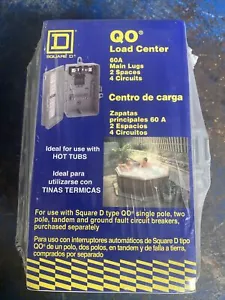 D
SQUARE D
QO®
Load Center
60A
Main Lugs
2 Spaces
4 Circuits
Centro de carga
Zapatas
principales 60 A
2 Espacios
4 Circuitos
Ideal for use with
HOT TUBS
Ideal para
utilizarse con
TINAS TERMICAS
For use with Square D type QO® single pole, two
pole, tandem and ground fault circuit breakers,
purchased separately
Para uso con interruptores automáticos de Square D tipo
QO® de un polo, dos polos, en tandem y de falla a tierra,
comprados por separado